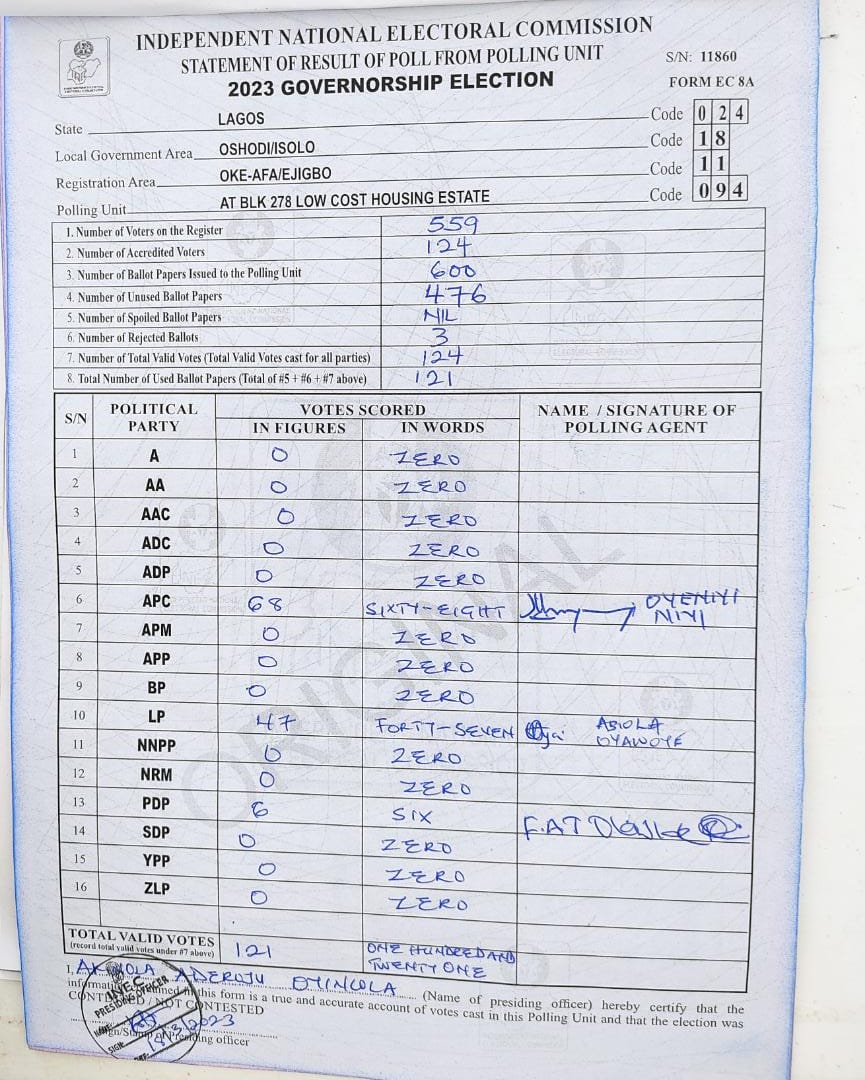 INDEPENDENT NATIONAL ELECTORAL COMMISSION
STATEMENT OF RESULT OF POLL FROM POLLING UNIT
2023 GOVERNORSHIP ELECTION
S/N: 11860
FORM EC 8A
State LAGOS Code 0 2 4
Local Government Area OSHODI/ISOLO Code 1 8
Registration Area OKE-AFA/EJIGBO Code 1 1
Polling Unit AT BLK 278 LOW COST HOUSING ESTATE Code 0 9 4
1. Number of Voters on the Register 559
2. Number of Accredited Voters 124
3. Number of Ballot Papers Issued to the Polling Unit 600
4. Number of Unused Ballot Papers 476
5. Number of Spoiled Ballot Papers NIL
6. Number of Rejected Ballots 3
7. Number of Total Valid Votes (Total Valid Votes cast for all parties) 124
8. Total Number of Used Ballot Papers (Total of #5 + #6 + #7 above) 121
S/N POLITICAL PARTY VOTES SCORED IN FIGURES IN WORDS NAME / SIGNATURE OF POLLING AGENT
1 A 0 ZERO
2 AA 0 ZERO
3 AAC 0 ZERO
4 ADC 0 ZERO
5 ADP 0 ZERO
6 APC 68 SIXTY-EIGHT OYENIYI NIYI
7 APM 0 ZERO
8 APP 0 ZERO
9 BP 0 ZERO
10 LP 47 FORTY-SEVEN ABIOLA OYAWOYE
11 NNPP 0 ZERO
12 NRM 0 ZERO
13 PDP 6 SIX
14 SDP 0 ZERO
15 YPP 0 ZERO
16 ZLP 0 ZERO
TOTAL VALID VOTES
(record total valid votes under #7 above) 121 ONE HUNDRED AND TWENTY ONE
I, ADEROJU OYINLOLA (Name of presiding officer) hereby certify that the
information contained in this form is a true and accurate account of votes cast in this Polling Unit and that the election was
CONTESTED / NOT CONTESTED
Sign/Stamp of Presiding officer
I.N.E.C
PRESIDING OFFICER
ORIGINAL